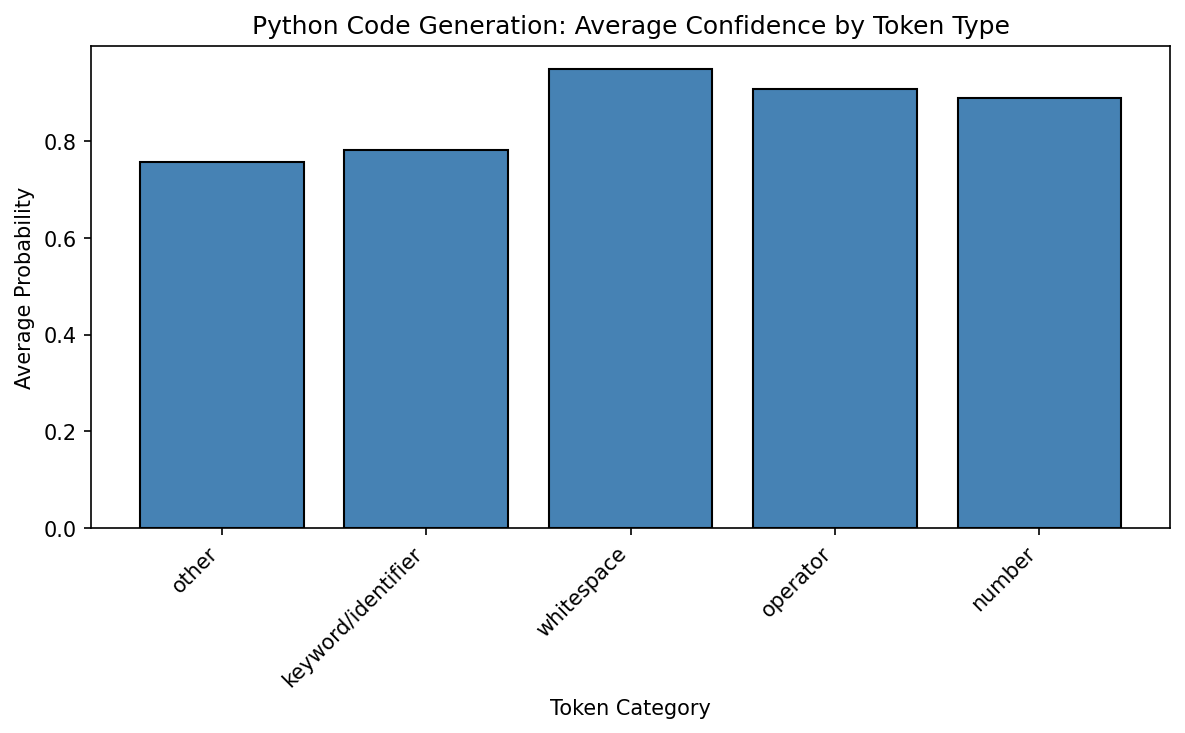 Python Code Generation: Average Confidence by Token Type
Average Probability
0.8
0.6
0.4
0.2
0.0
other
keyword/identifier
whitespace
operator
number
Token Category